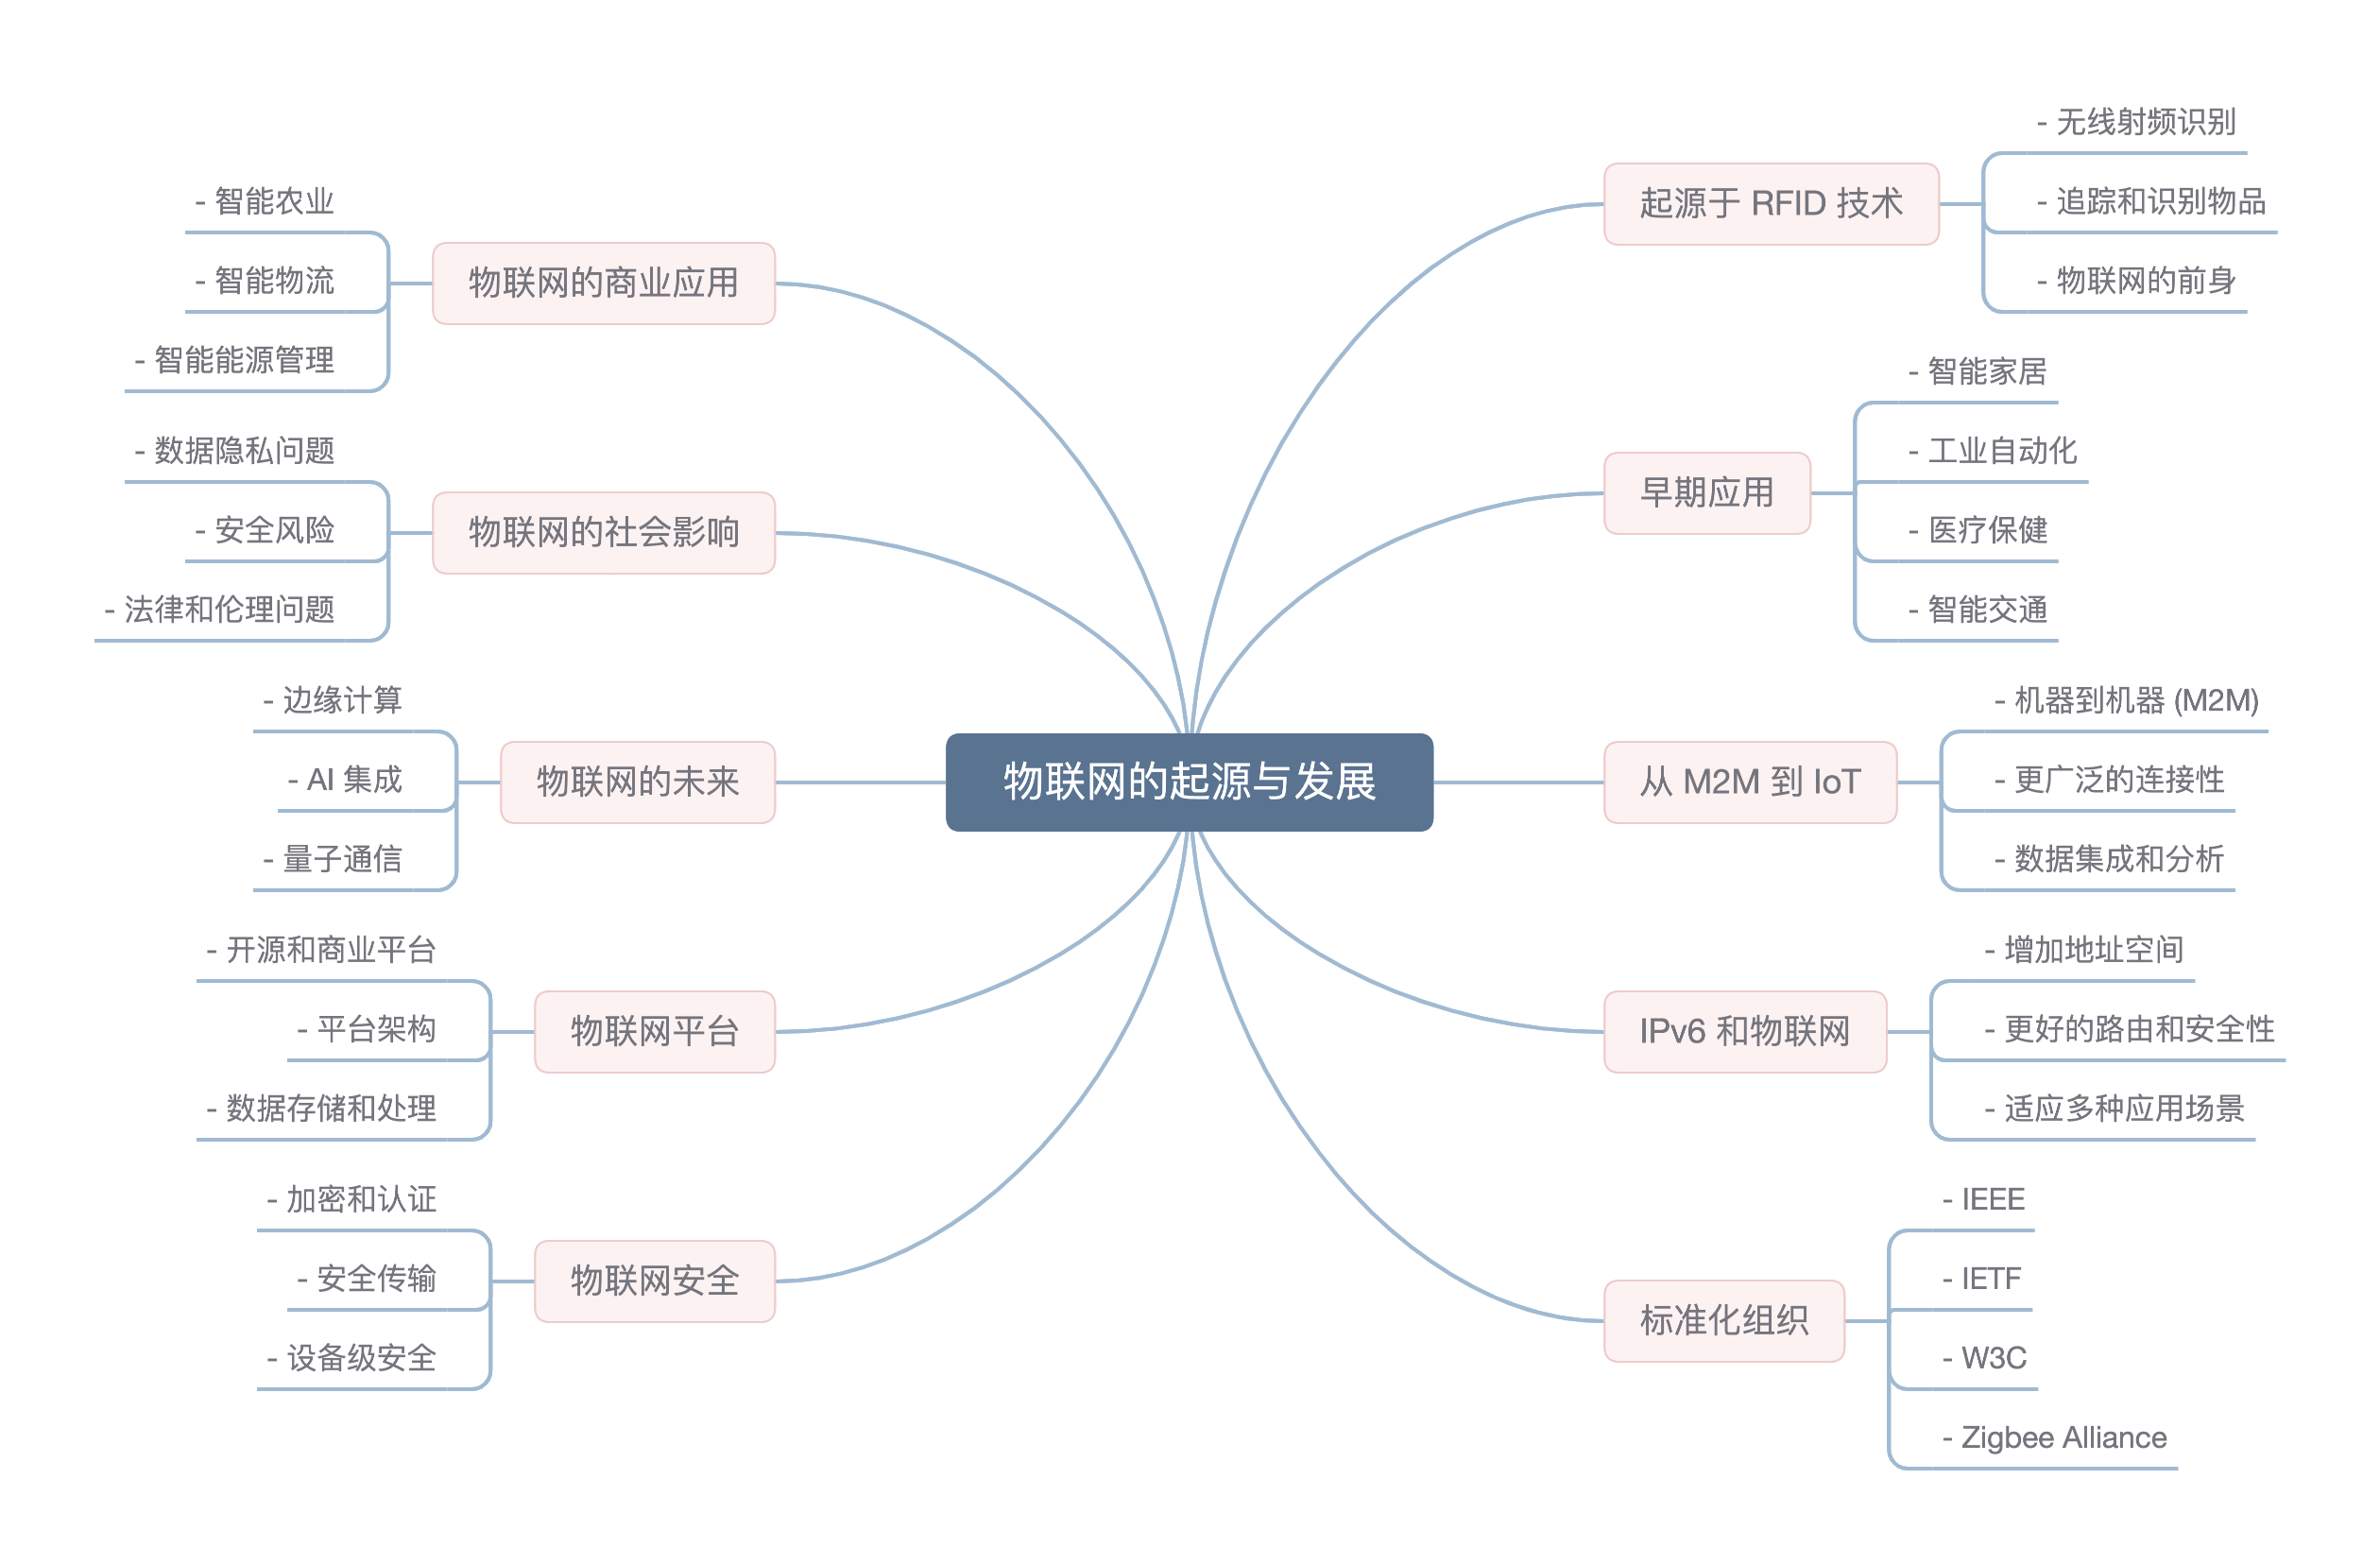 物联网的起源与发展
起源于 RFID 技术
- 无线射频识别
- 追踪和识别物品
- 物联网的前身
早期应用
- 智能家居
- 工业自动化
- 医疗保健
- 智能交通
从 M2M 到 IoT
- 机器到机器 (M2M)
- 更广泛的连接性
- 数据集成和分析
IPv6 和物联网
- 增加地址空间
- 更好的路由和安全性
- 适应多种应用场景
标准化组织
- IEEE
- IETF
- W3C
- Zigbee Alliance
物联网的商业应用
- 智能农业
- 智能物流
- 智能能源管理
物联网的社会影响
- 数据隐私问题
- 安全风险
- 法律和伦理问题
物联网的未来
- 边缘计算
- AI 集成
- 量子通信
物联网平台
- 开源和商业平台
- 平台架构
- 数据存储和处理
物联网安全
- 加密和认证
- 安全传输
- 设备级安全